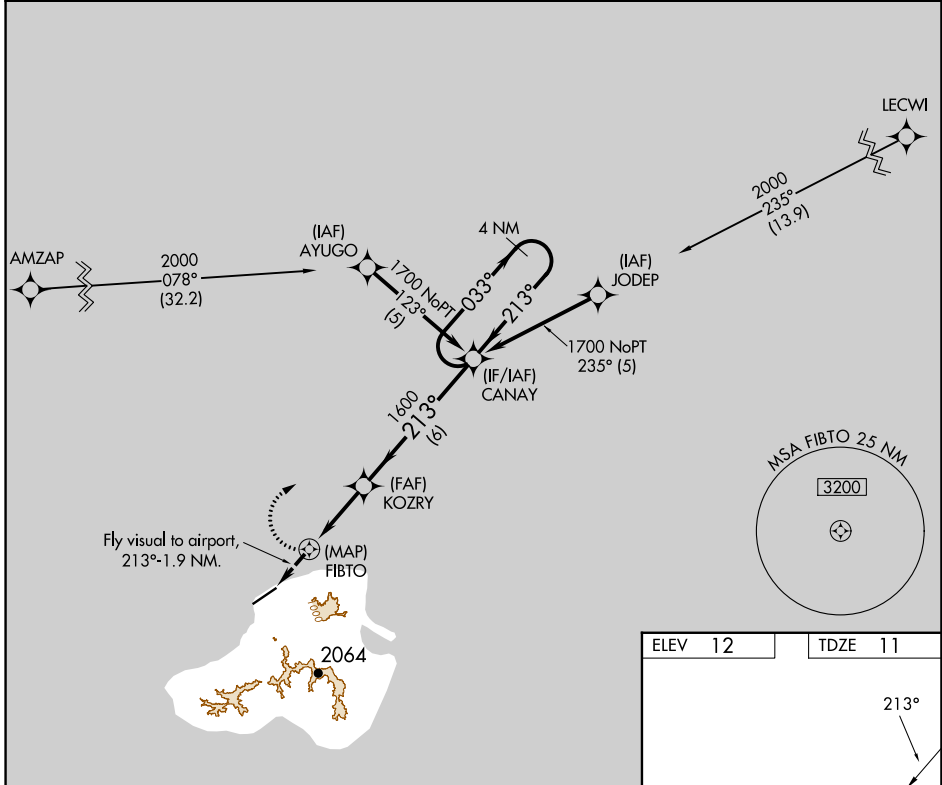 LECWI
2000
235°
(13.9)
4 NM
(IAF)
AYUGO
AMZAP
2000
078°
(32.2)
1700 NoPT
123°
(5)
033°
213°
(IAF)
JODEP
1700 NoPT
235° (5)
(IF/IAF)
CANAY
1600
213°
(6)
MSA FIBTO 25 NM
3200
(FAF)
KOZRY
Fly visual to airport,
213°-1.9 NM.
(MAP)
FIBTO
2064
ELEV 12
TDZE 11
213°